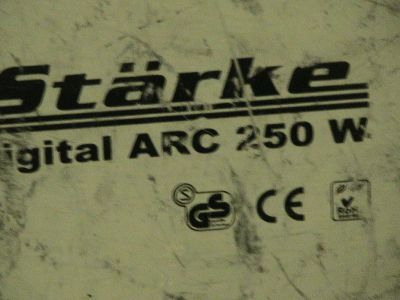 Stärke
igital ARC 250 W
GS CE